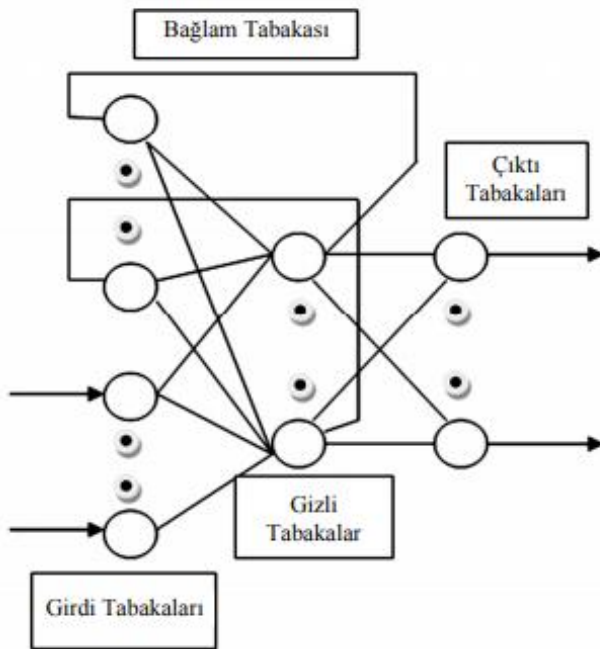 Bağlam Tabakası
Çıktı
Tabakaları
Gizli
Tabakalar
Girdi Tabakaları